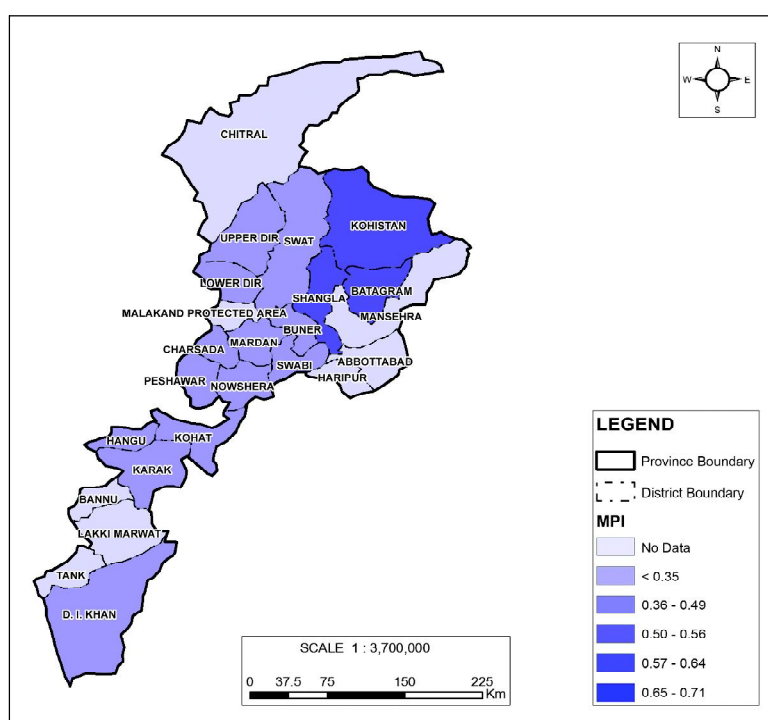 N
W E
S
CHITRAL
KOHISTAN
UPPER DIR
SWAT
LOWER DIR
BATAGRAM
SHANGLA
MALAKAND PROTECTED AREA
MANSEHRA
BUNER
MARDAN
CHARSADA
ABBOTTABAD
SWABI
HARIPUR
PESHAWAR
NOWSHERA
HANGU
KOHAT
KARAK
BANNU
LAKKI MARWAT
TANK
D. I. KHAN
LEGEND
Province Boundary
District Boundary
MPI
No Data
< 0.35
0.36 - 0.49
0.50 - 0.56
0.57 - 0.64
0.65 - 0.71
SCALE 1 : 3,700,000
0 37.5 75 150 225
Km